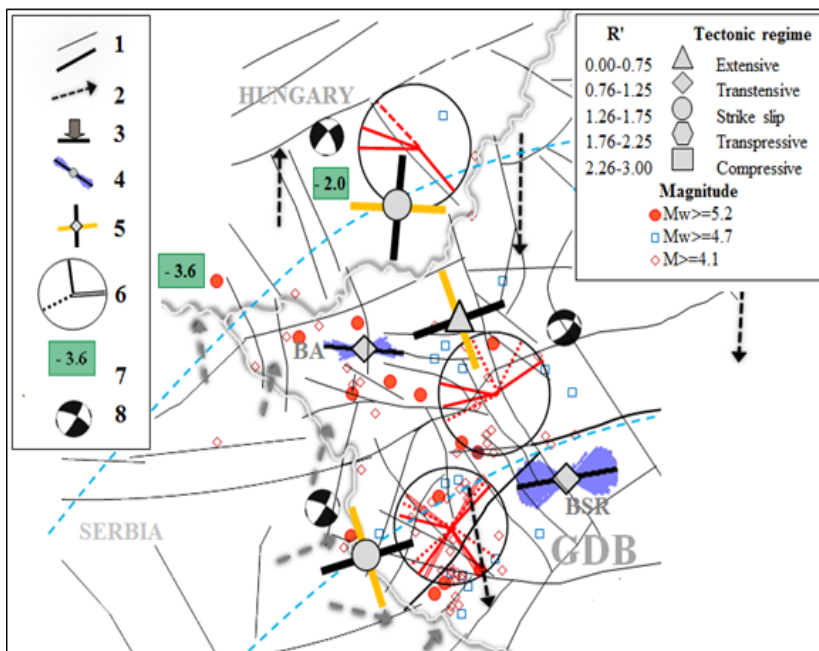 1
2
3
4
5
6
- 3.6
7
8
HUNGARY
- 2.0
- 3.6
BA
SERBIA
BSR
GDB
R' Tectonic regime
0.00-0.75 Extensive
0.76-1.25 Transtensive
1.26-1.75 Strike slip
1.76-2.25 Transpressive
2.26-3.00 Compressive
Magnitude
Mw>=5.2
Mw>=4.7
M>=4.1